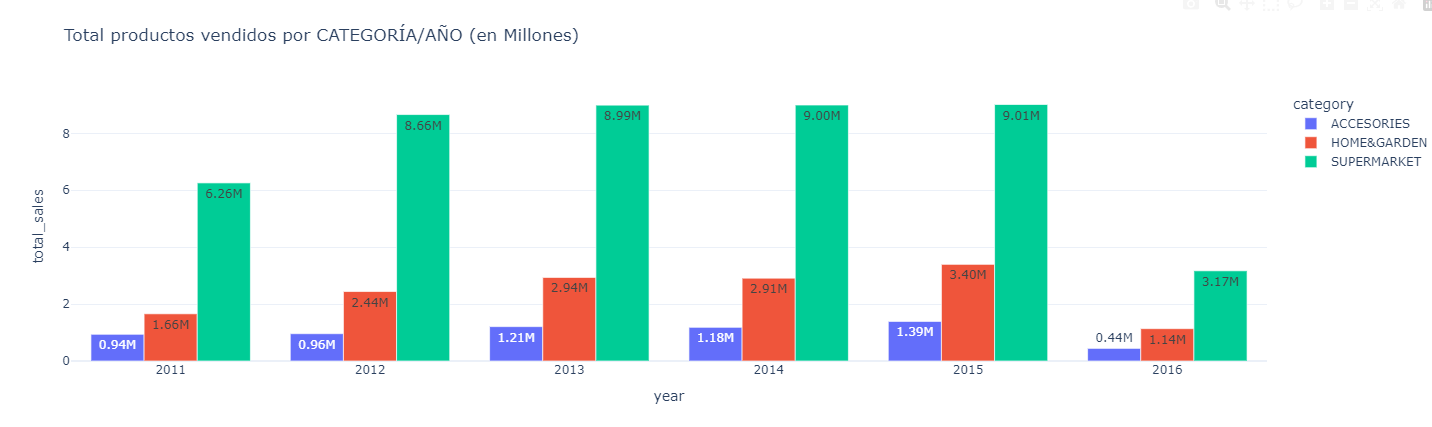 Total productos vendidos por CATEGORÍA/AÑO (en Millones)
category
ACCESORIES
HOME&GARDEN
SUPERMARKET
total_sales
8
6
4
2
0
0.94M
1.66M
6.26M
0.96M
2.44M
8.66M
1.21M
2.94M
8.99M
1.18M
2.91M
9.00M
1.39M
3.40M
9.01M
0.44M
1.14M
3.17M
2011
2012
2013
2014
2015
2016
year